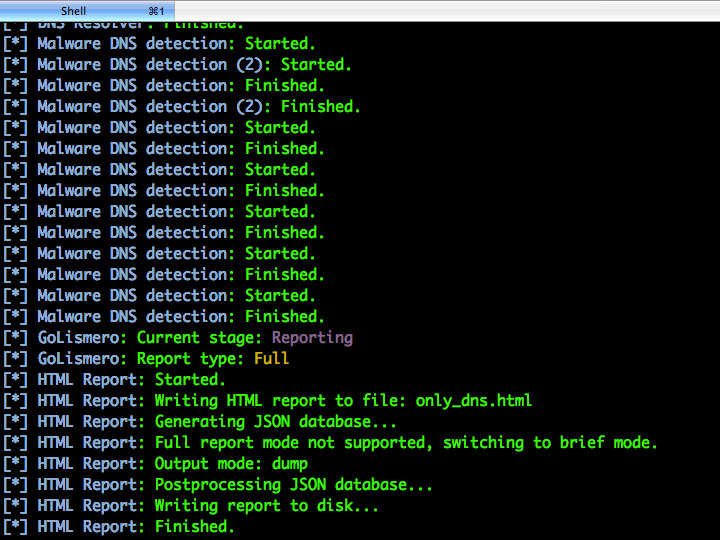 Shell ⌘1
[*] DNS Resolver: Finished.
[*] Malware DNS detection: Started.
[*] Malware DNS detection (2): Started.
[*] Malware DNS detection: Finished.
[*] Malware DNS detection (2): Finished.
[*] Malware DNS detection: Started.
[*] Malware DNS detection: Finished.
[*] Malware DNS detection: Started.
[*] Malware DNS detection: Finished.
[*] Malware DNS detection: Started.
[*] Malware DNS detection: Finished.
[*] Malware DNS detection: Started.
[*] Malware DNS detection: Finished.
[*] Malware DNS detection: Started.
[*] Malware DNS detection: Finished.
[*] GoLismero: Current stage: Reporting
[*] GoLismero: Report type: Full
[*] HTML Report: Started.
[*] HTML Report: Writing HTML report to file: only_dns.html
[*] HTML Report: Generating JSON database...
[*] HTML Report: Full report mode not supported, switching to brief mode.
[*] HTML Report: Output mode: dump
[*] HTML Report: Postprocessing JSON database...
[*] HTML Report: Writing report to disk...
[*] HTML Report: Finished.